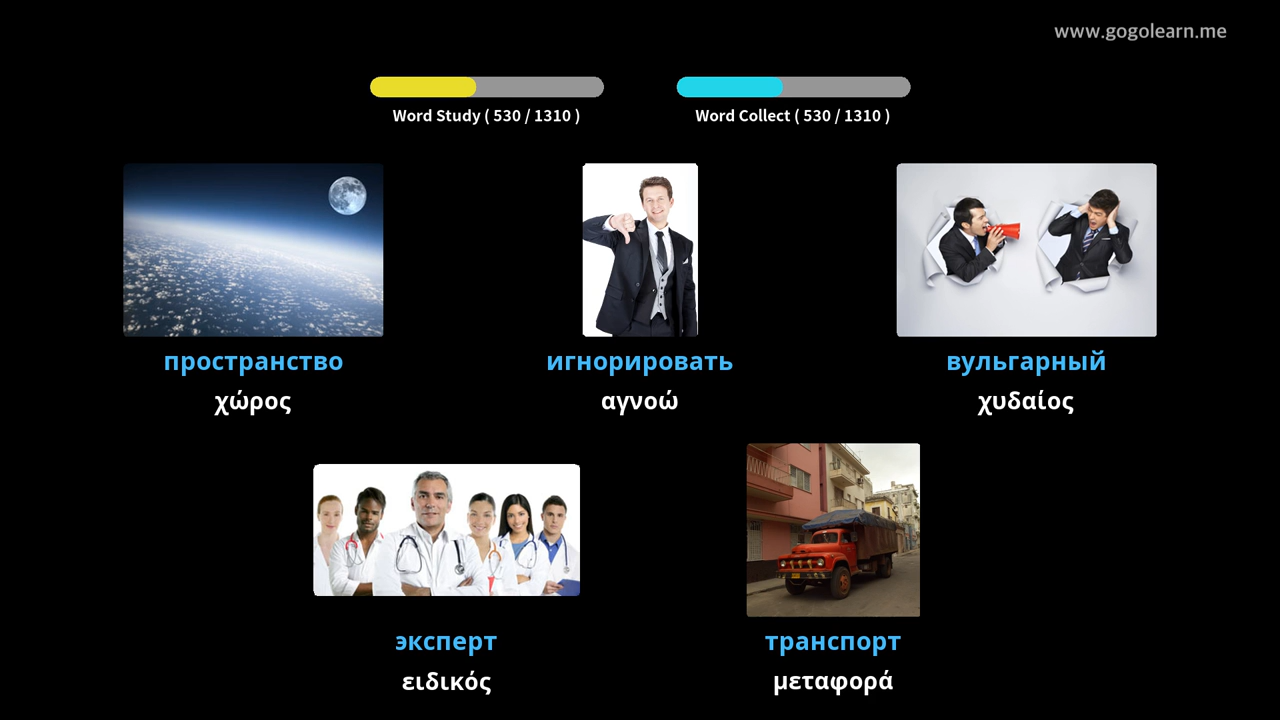 www.gogolearn.me
Word Study ( 530 / 1310 )
Word Collect ( 530 / 1310 )
пространство
χώρος
игнорировать
αγνοώ
вульгарный
χυδαίος
эксперт
ειδικός
транспорт
μεταφορά